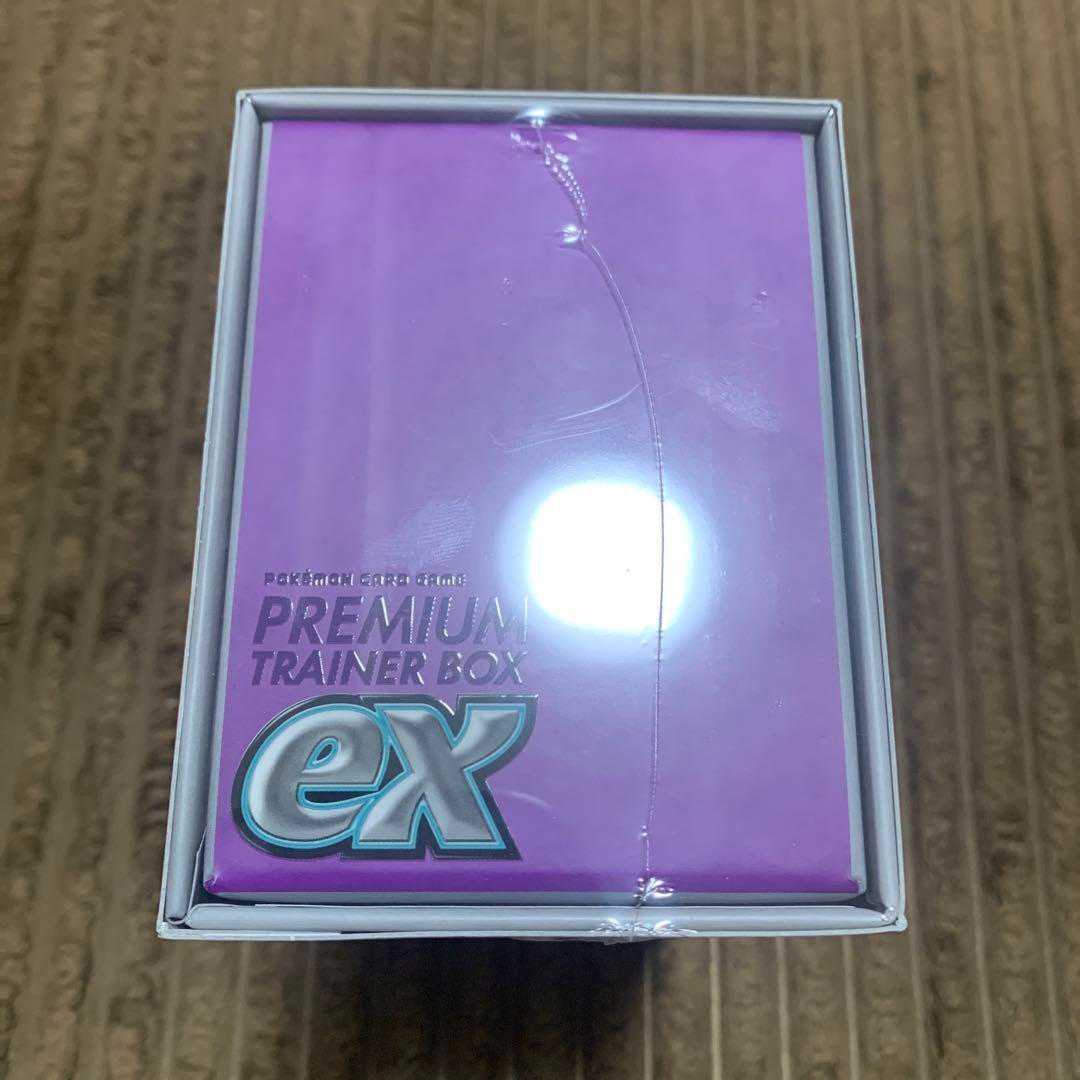 POKéMON CARD GAME
PREMIUM
TRAINER BOX
ex